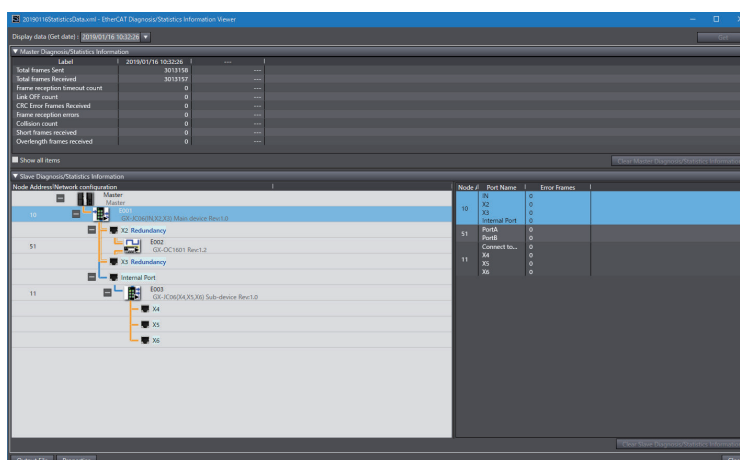 20190116StatisticsData.xml - EtherCAT Diagnosis/Statistics Information Viewer
Display data (Get date) : 2019/01/16 10:32:26
Get
Master Diagnosis/Statistics Information
Label 2019/01/16 10:32:26 ---
Total frames Sent 3013158 ---
Total frames Received 3013157 ---
Frame reception timeout count 0 ---
Link OFF count 0 ---
CRC Error Frames Received 0 ---
Frame reception errors 0 ---
Collision count 0 ---
Short frames received 0 ---
Overlength frames received 0 ---
Show all items
Clear Master Diagnosis/Statistics Information
Slave Diagnosis/Statistics Information
Node Address Network configuration
Master
Master
10 E001
GX-JC06(IN,X2,X3) Main device Rev:1.0
X2 Redundancy
51 E002
GX-OC1601 Rev:1.2
X3 Redundancy
Internal Port
11 E003
GX-JC06(X4,X5,X6) Sub-device Rev:1.0
X4
X5
X6
Port Name Error Frames
10
IN 0
X2 0
X3 0
Internal Port 0
51
PortA 0
PortB 0
11
Connect to... 0
X4 0
X5 0
X6 0
Clear Slave Diagnosis/Statistics Information